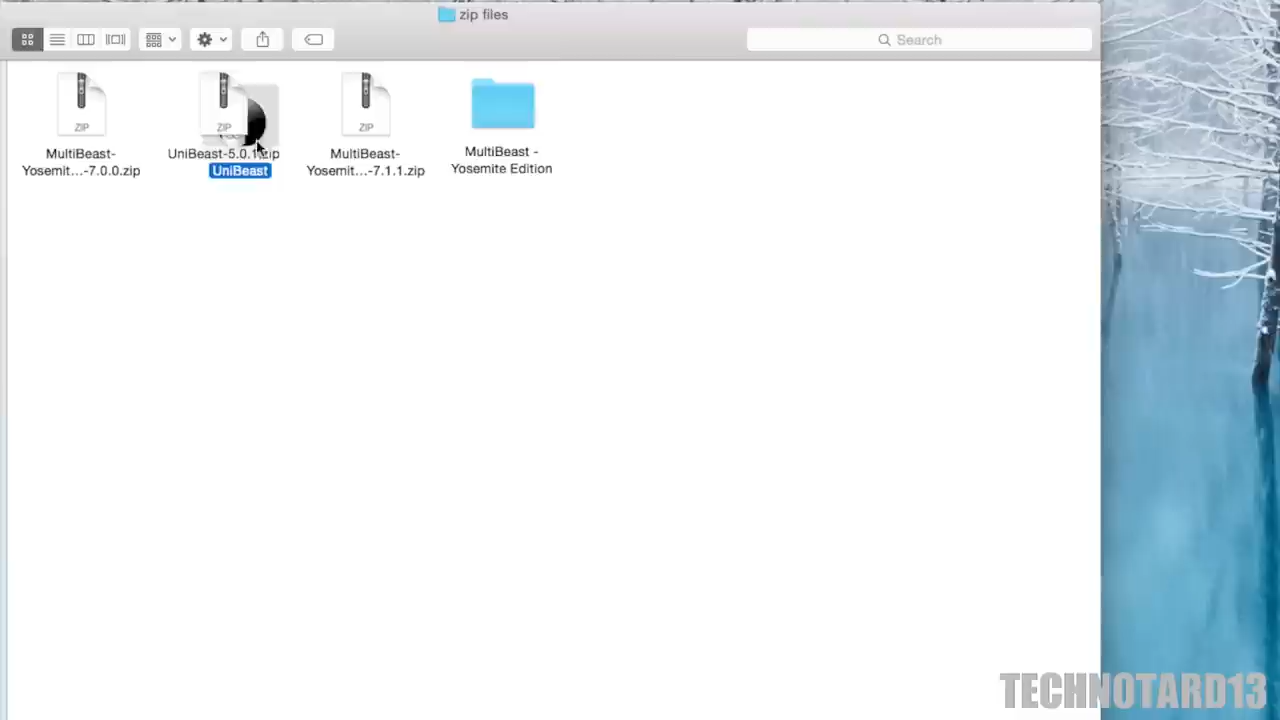 zip files
Search
ZIP
ZIP
ZIP
MultiBeast-
Yosemit...-7.0.0.zip
UniBeast-5.0.1.zip
UniBeast
MultiBeast-
Yosemit...-7.1.1.zip
MultiBeast -
Yosemite Edition
TECHNOTARD13